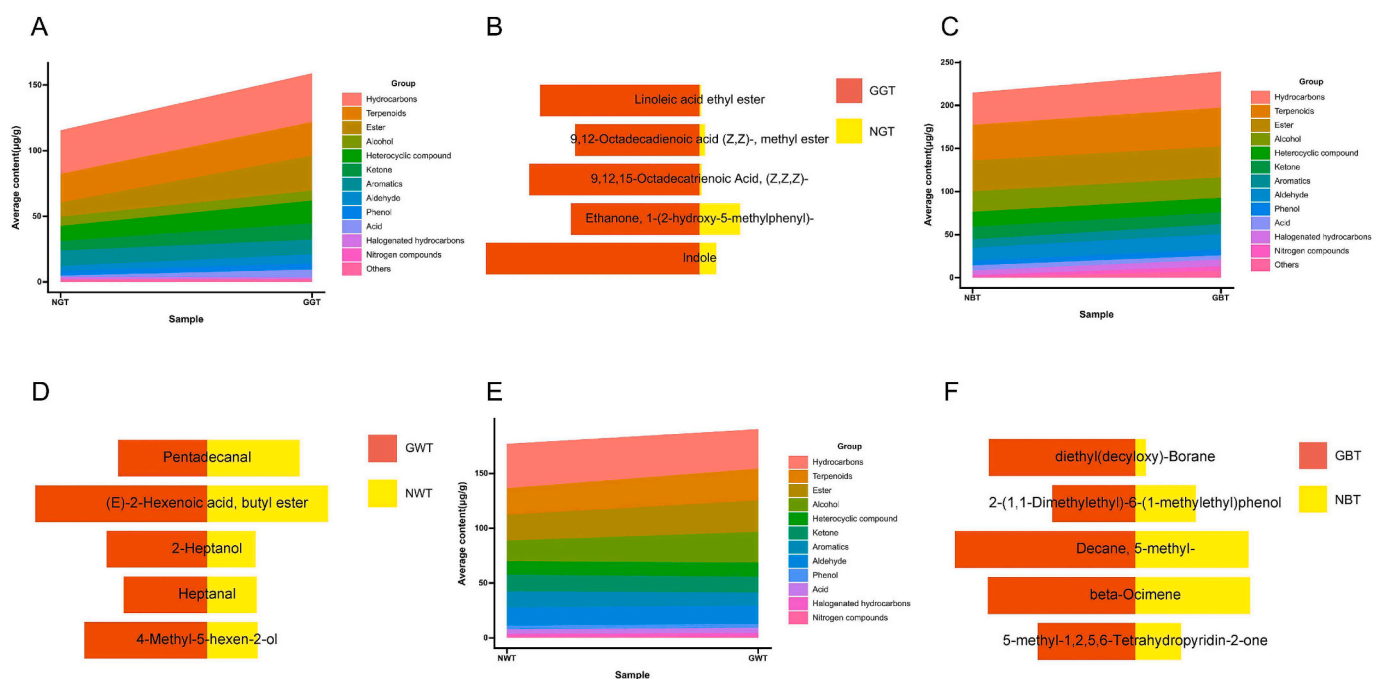 A
Average content(µg/g)
150
100
50
0
NGT
GGT
Sample
Group
Hydrocarbons
Terpenoids
Ester
Alcohol
Heterocyclic compound
Ketone
Aromatics
Aldehydo
Phenol
Acid
Halogenated hydrocarbons
Nitrogen compounds
Others
B
Linoleic acid ethyl ester
9,12-Octadecadienoic acid (Z,Z)-, methyl ester
9,12,15-Octadecatrienoic Acid, (Z,Z,Z)-
Ethanone, 1-(2-hydroxy-5-methylphenyl)-
Indole
GGT
NGT
C
Average content(µg/g)
250
200
150
100
50
0
NBT
GBT
Sample
Group
Hydrocarbons
Terpenoids
Ester
Alcohol
Heterocyclic compound
Ketone
Aromatics
Aldehyde
Phenol
Acid
Halogenated hydrocarbons
Nitrogen compounds
Others
D
Pentadecanal
(E)-2-Hexenoic acid, butyl ester
2-Heptanol
Heptanal
4-Methyl-5-hexen-2-ol
GWT
NWT
E
Average content(µg/g)
150
100
50
0
NWT
GWT
Sample
Group
Hydrocarbons
Terpenoids
Ester
Alcohol
Heterocyclic compound
Ketone
Aromatics
Aldehyde
Phenol
Acid
Halogenated hydrocarbons
Nitrogen compounds
F
diethyl(decyloxy)-Borane
2-(1,1-Dimethylethyl)-6-(1-methylethyl)phenol
Decane, 5-methyl-
beta-Ocimene
5-methyl-1,2,5,6-Tetrahydropyridin-2-one
GBT
NBT